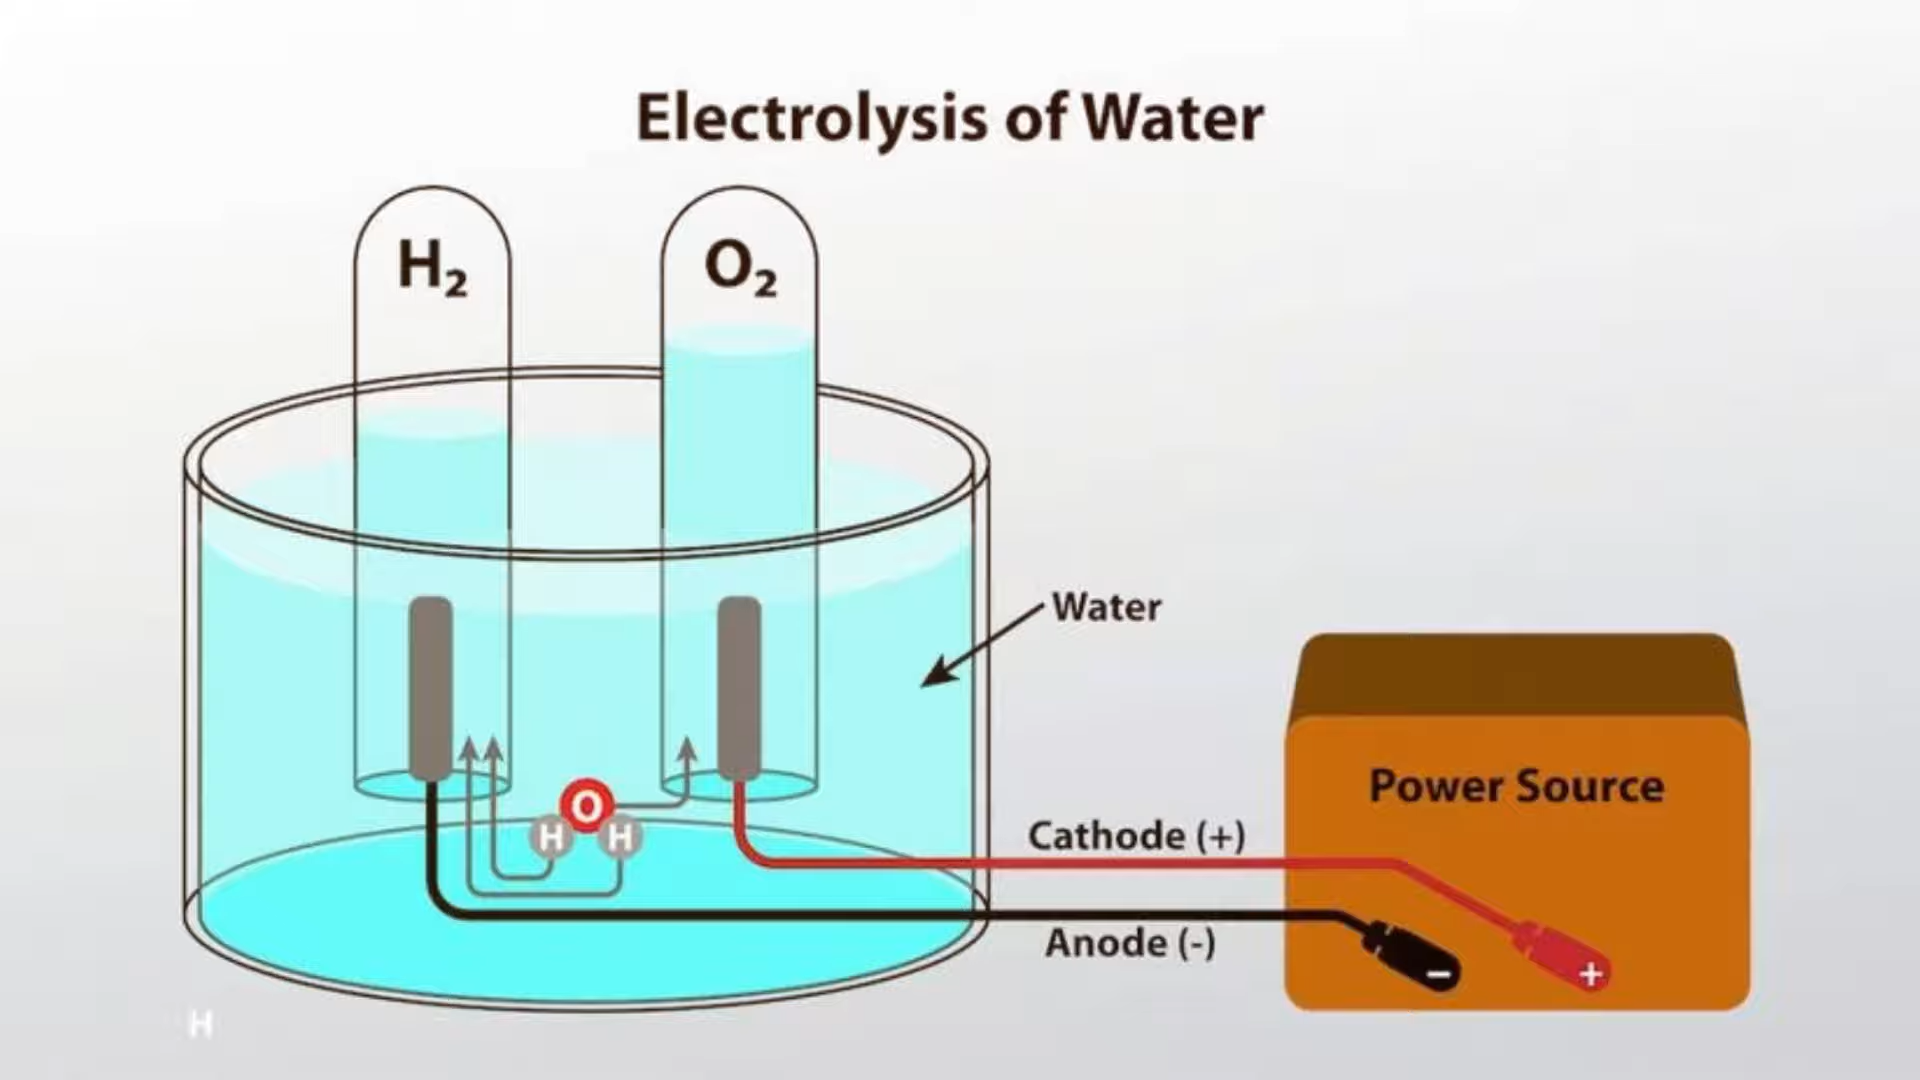 Electrolysis of Water
H₂
O₂
Water
Power Source
O
H H
Cathode (+)
Anode (-)
− +
H